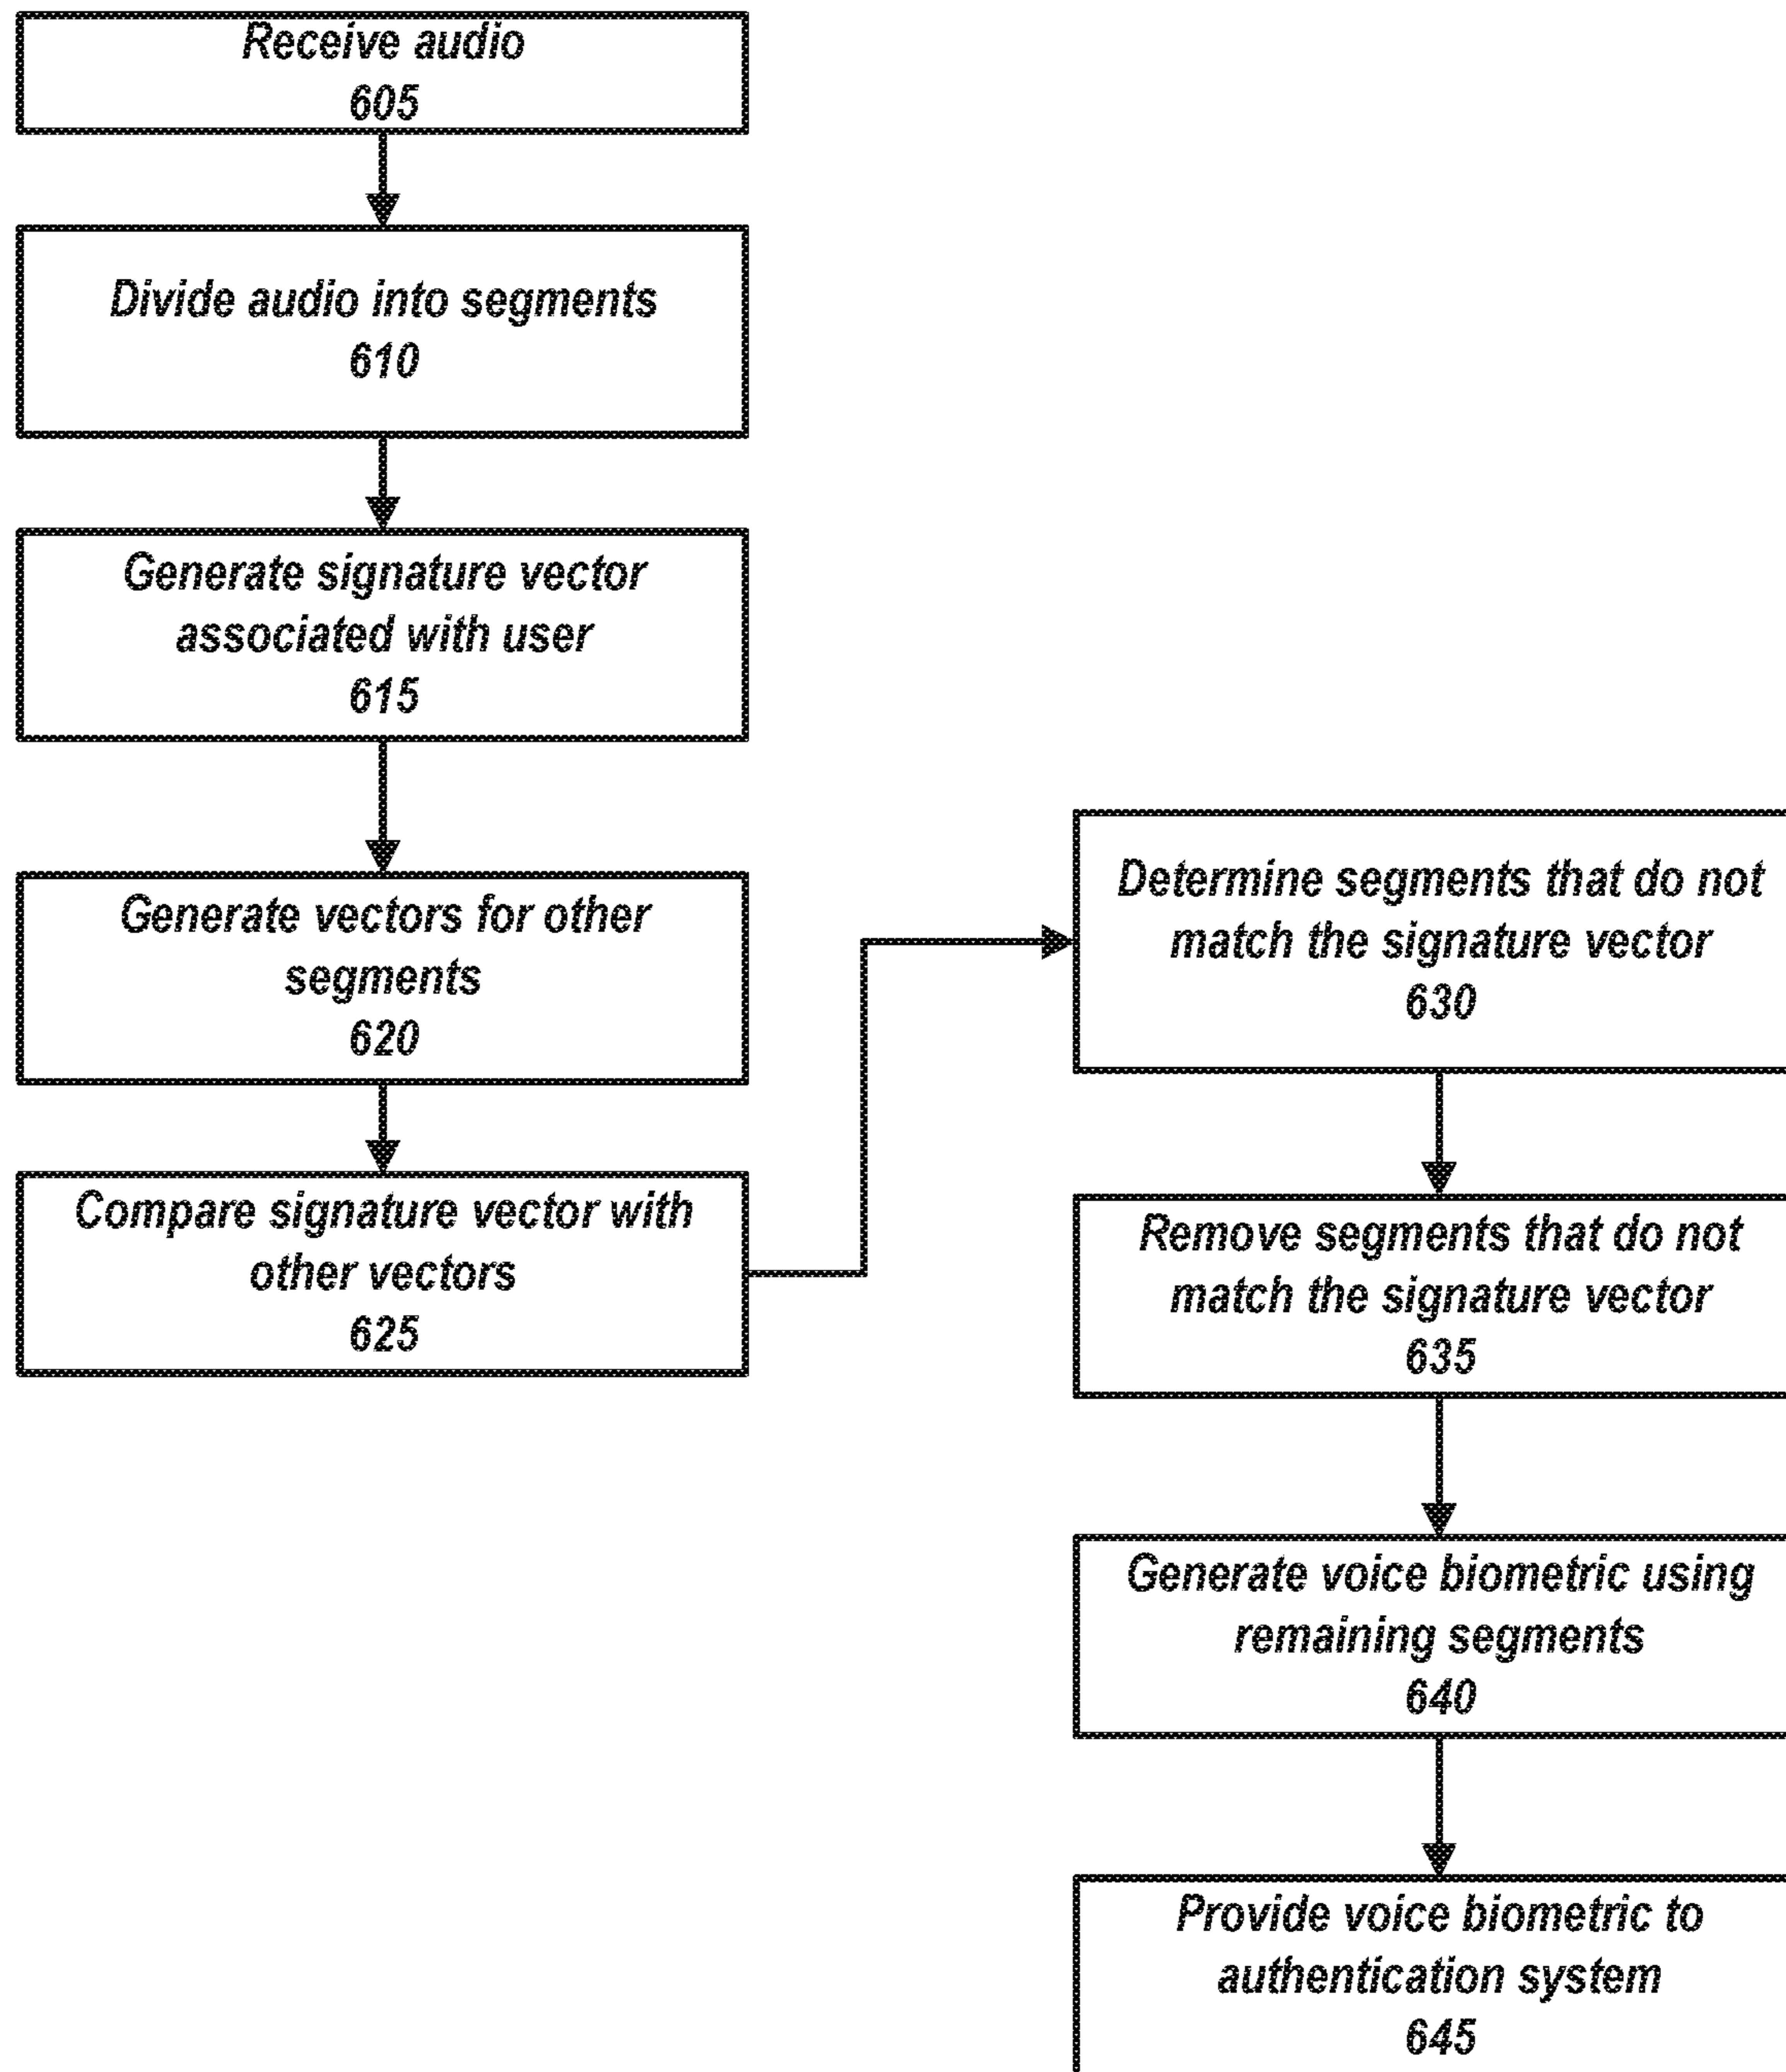 Receive audio
605
Divide audio into segments
610
Generate signature vector
associated with user
615
Generate vectors for other
segments
620
Compare signature vector with
other vectors
625
Determine segments that do not
match the signature vector
630
Remove segments that do not
match the signature vector
635
Generate voice biometric using
remaining segments
640
Provide voice biometric to
authentication system
645